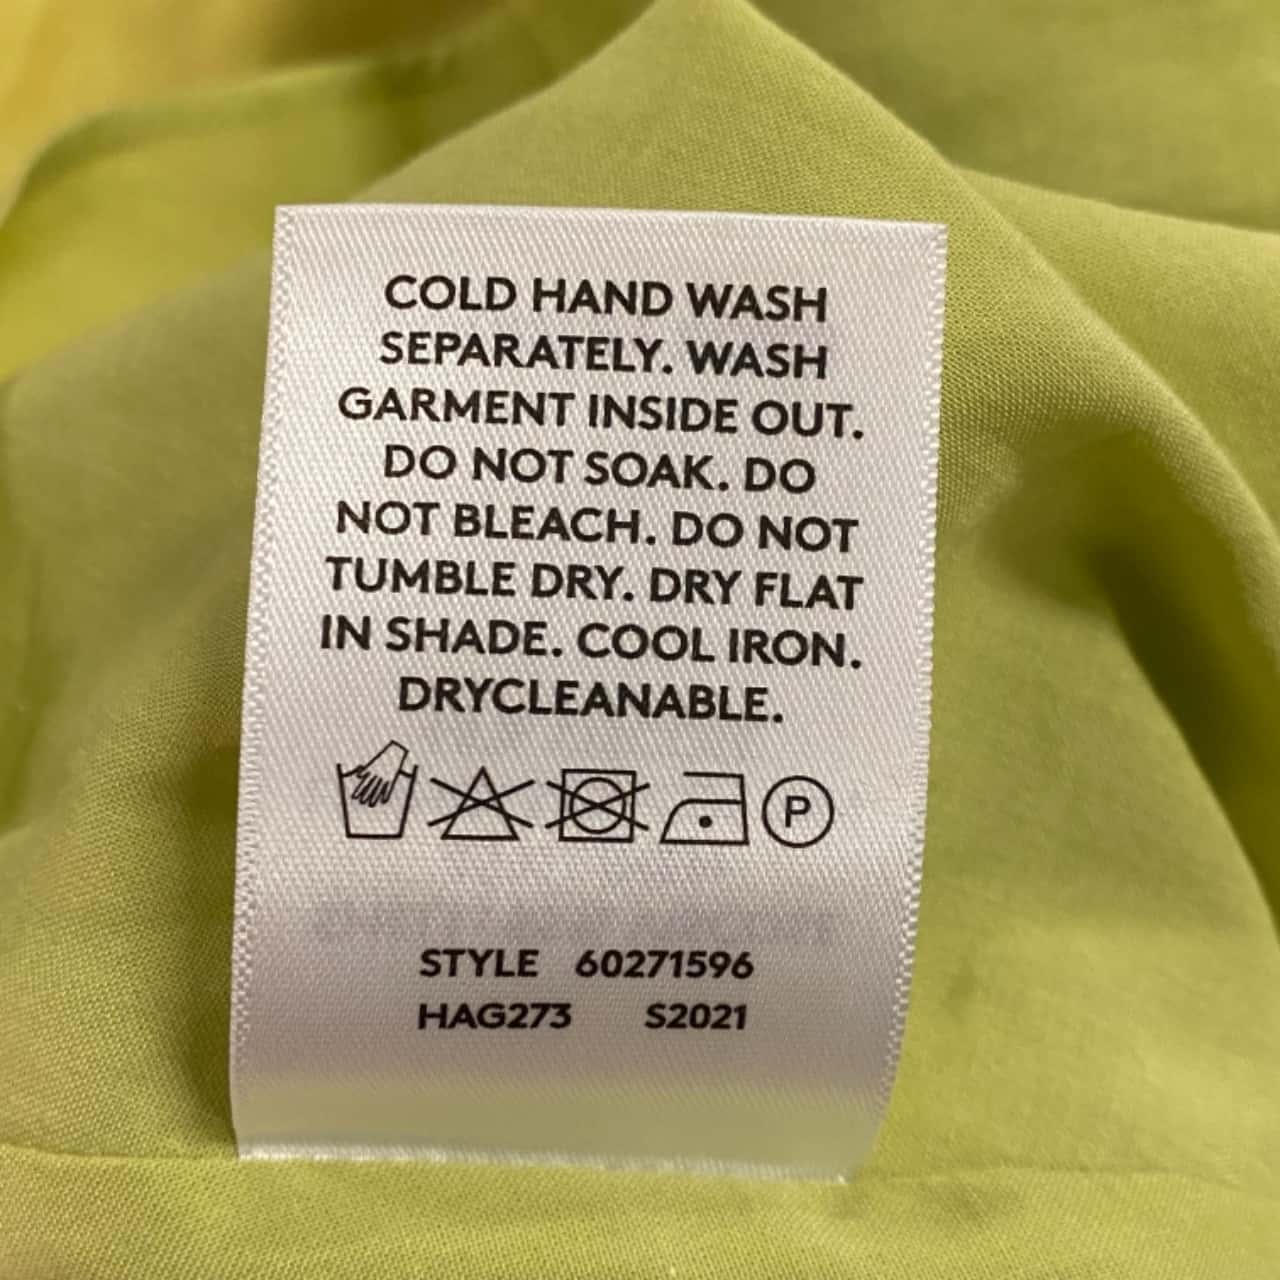 COLD HAND WASH
SEPARATELY. WASH
GARMENT INSIDE OUT.
DO NOT SOAK. DO
NOT BLEACH. DO NOT
TUMBLE DRY. DRY FLAT
IN SHADE. COOL IRON.
DRYCLEANABLE.
P
STYLE 60271596
HAG273 S2021